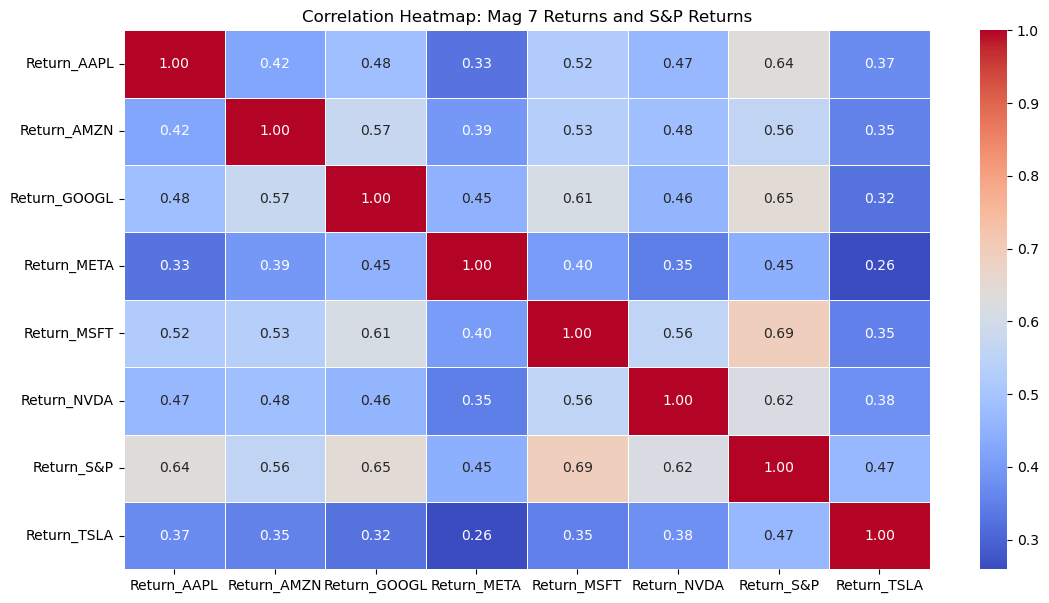 Correlation Heatmap: Mag 7 Returns and S&P Returns
Return_AAPL 1.00 0.42 0.48 0.33 0.52 0.47 0.64 0.37
Return_AMZN 0.42 1.00 0.57 0.39 0.53 0.48 0.56 0.35
Return_GOOGL 0.48 0.57 1.00 0.45 0.61 0.46 0.65 0.32
Return_META 0.33 0.39 0.45 1.00 0.40 0.35 0.45 0.26
Return_MSFT 0.52 0.53 0.61 0.40 1.00 0.56 0.69 0.35
Return_NVDA 0.47 0.48 0.46 0.35 0.56 1.00 0.62 0.38
Return_S&P 0.64 0.56 0.65 0.45 0.69 0.62 1.00 0.47
Return_TSLA 0.37 0.35 0.32 0.26 0.35 0.38 0.47 1.00
Return_AAPL Return_AMZN Return_GOOGL Return_META Return_MSFT Return_NVDA Return_S&P Return_TSLA
1.0
0.9
0.8
0.7
0.6
0.5
0.4
0.3